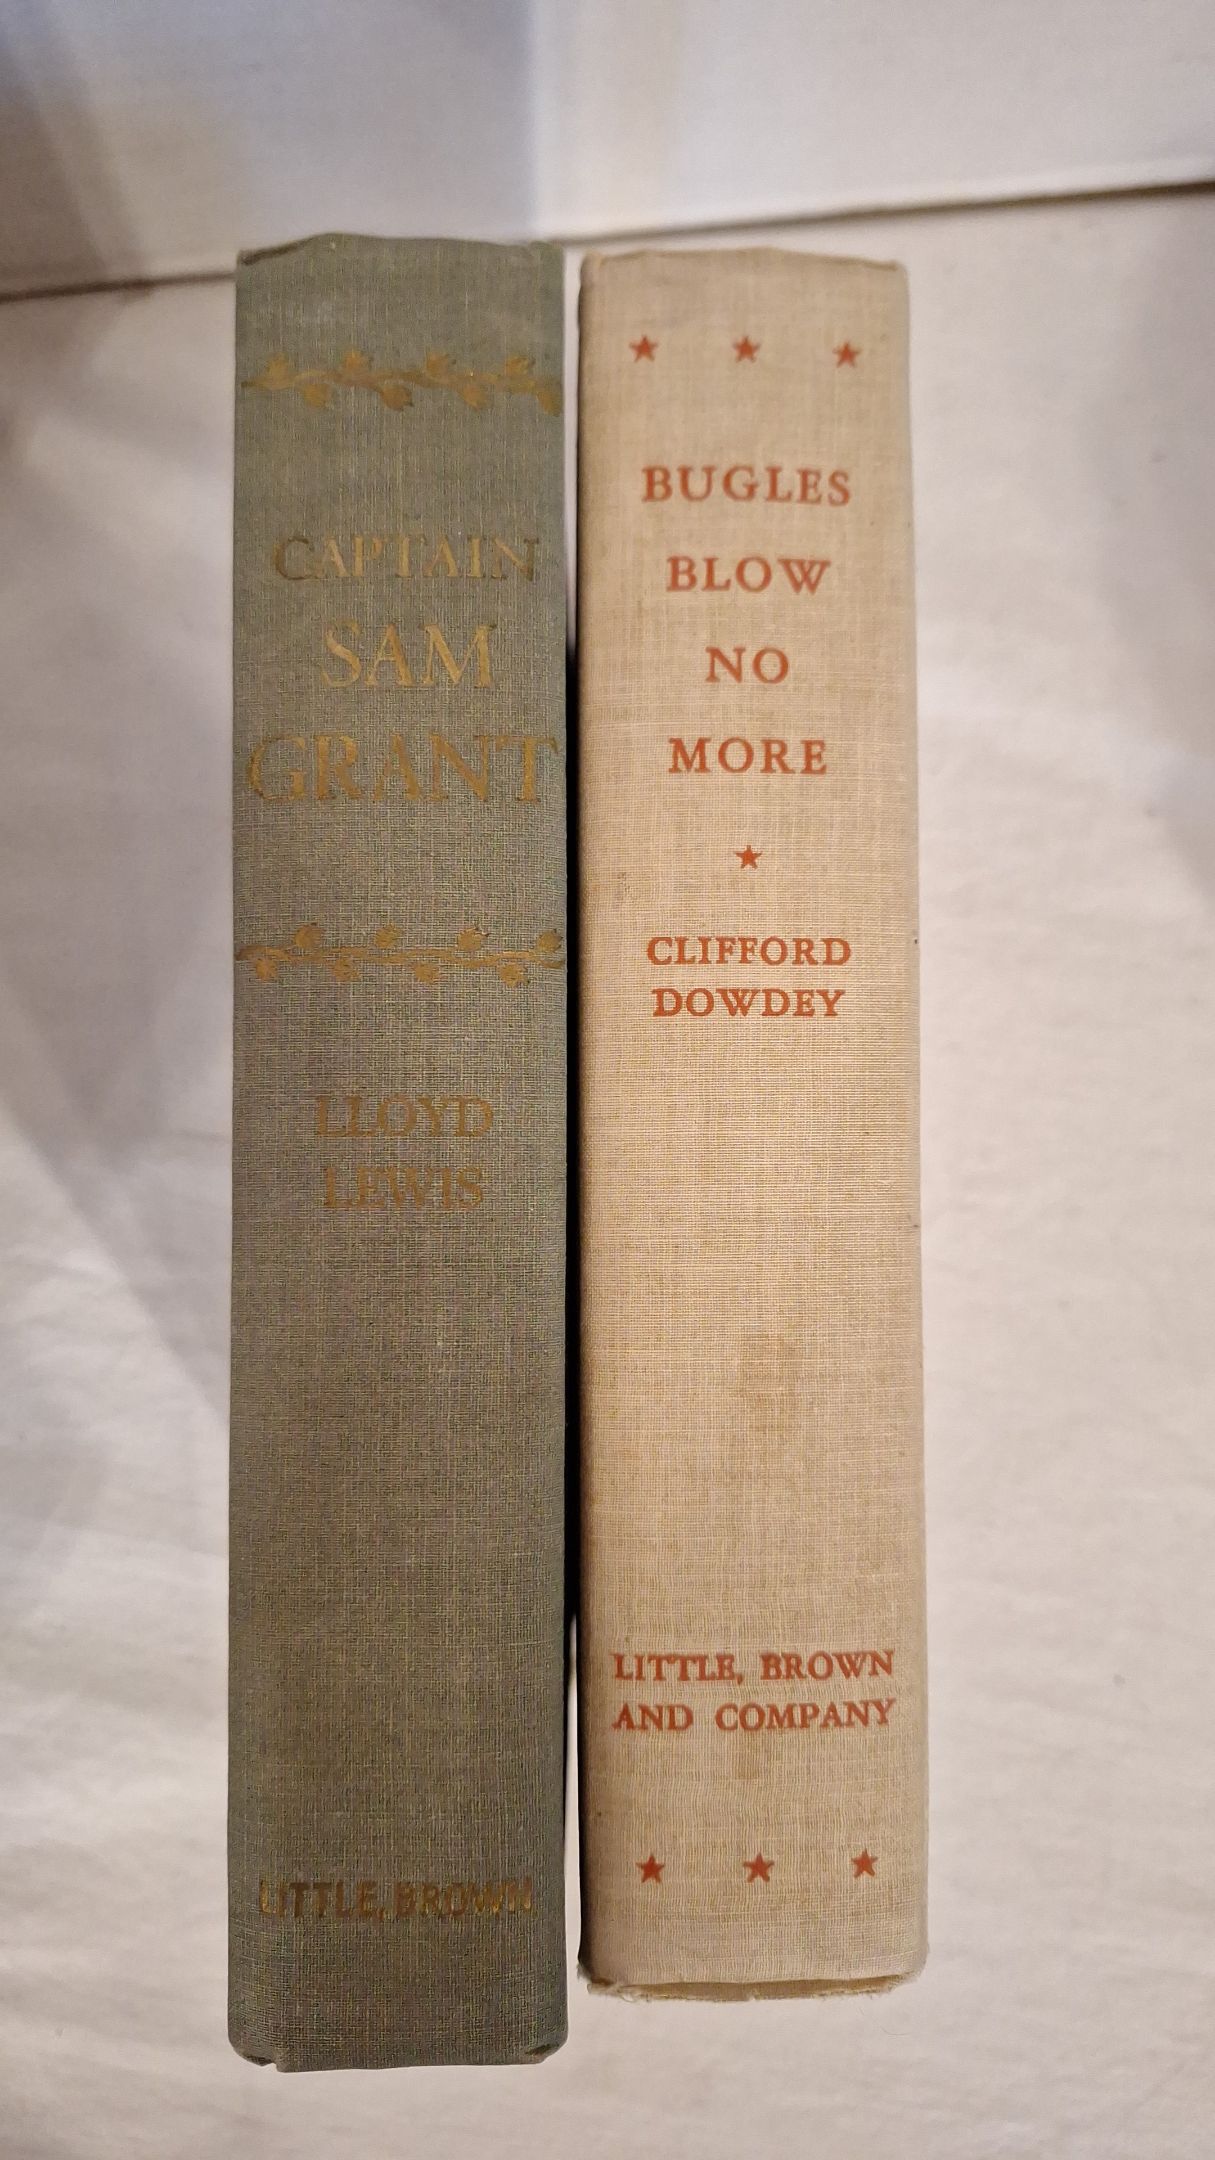 CAPTAIN
SAM
GRANT
LLOYD
LEWIS
LITTLE, BROWN
BUGLES
BLOW
NO
MORE
CLIFFORD
DOWDEY
LITTLE, BROWN
AND COMPANY